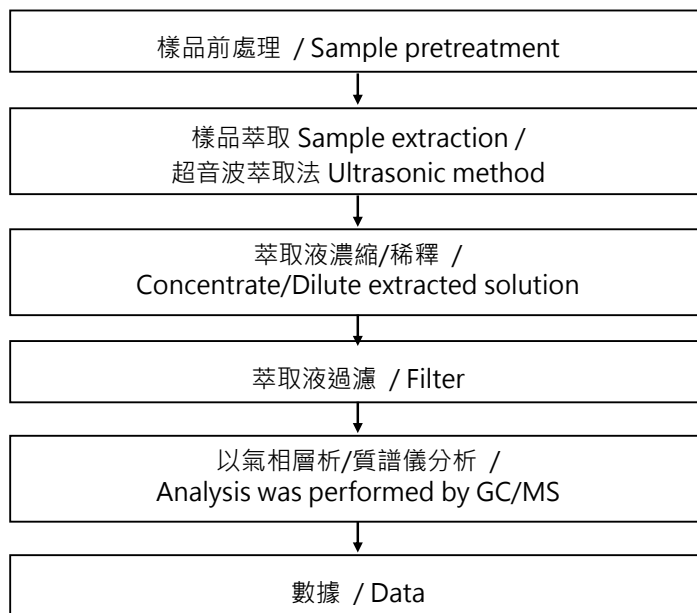 樣品前處理 / Sample pretreatment
樣品萃取 Sample extraction /
超音波萃取法 Ultrasonic method
萃取液濃縮/稀釋 /
Concentrate/Dilute extracted solution
萃取液過濾 / Filter
以氣相層析/質譜儀分析 /
Analysis was performed by GC/MS
數據 / Data